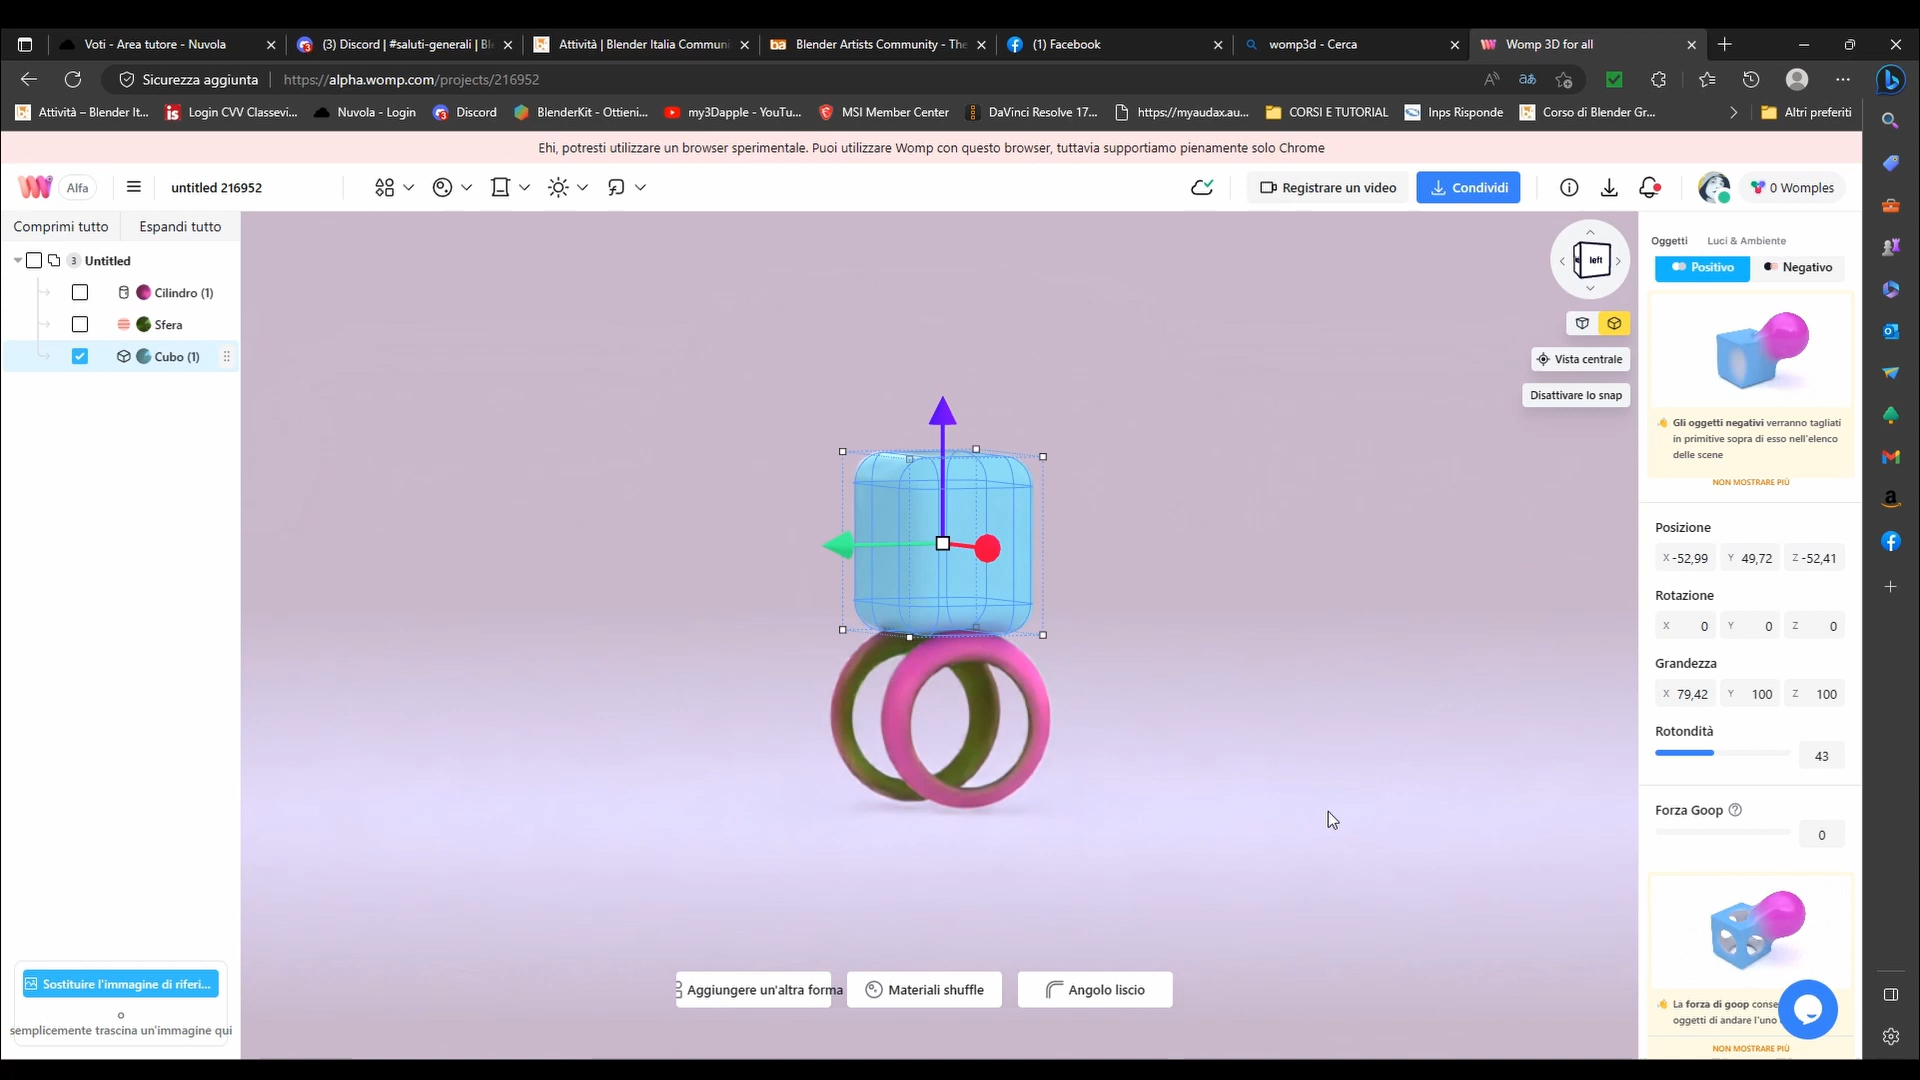 Voti - Area tutore - Nuvola
(3) Discord | #saluti-generali | Bl
Attività | Blender Italia Communi
Blender Artists Community - The
(1) Facebook
womp3d - Cerca
Womp 3D for all
Sicurezza aggiunta
https://alpha.womp.com/projects/216952
Attività – Blender It...
Login CVV Classevi...
Nuvola - Login
Discord
BlenderKit - Ottieni...
my3Dapple - YouTu...
MSI Member Center
DaVinci Resolve 17...
https://myaudax.au...
CORSI E TUTORIAL
Inps Risponde
Corso di Blender Gr...
Altri preferiti
Ehi, potresti utilizzare un browser sperimentale. Puoi utilizzare Womp con questo browser, tuttavia supportiamo pienamente solo Chrome
Alfa
untitled 216952
Registrare un video
Condividi
0 Womples
Comprimi tutto
Espandi tutto
3 Untitled
Cilindro (1)
Sfera
Cubo (1)
left
Vista centrale
Disattivare lo snap
Oggetti
Luci & Ambiente
Positivo
Negativo
Gli oggetti negativi verranno tagliati
in primitive sopra di esso nell'elenco
delle scene
NON MOSTRARE PIÙ
Posizione
X -52,99 Y 49,72 Z -52,41
Rotazione
X 0 Y 0 Z 0
Grandezza
X 79,42 Y 100 Z 100
Rotondità
43
Forza Goop
0
La forza di goop conse
oggetti di andare l'uno
NON MOSTRARE PIÙ
Sostituire l'immagine di riferi...
o
semplicemente trascina un'immagine qui
Aggiungere un'altra forma
Materiali shuffle
Angolo liscio